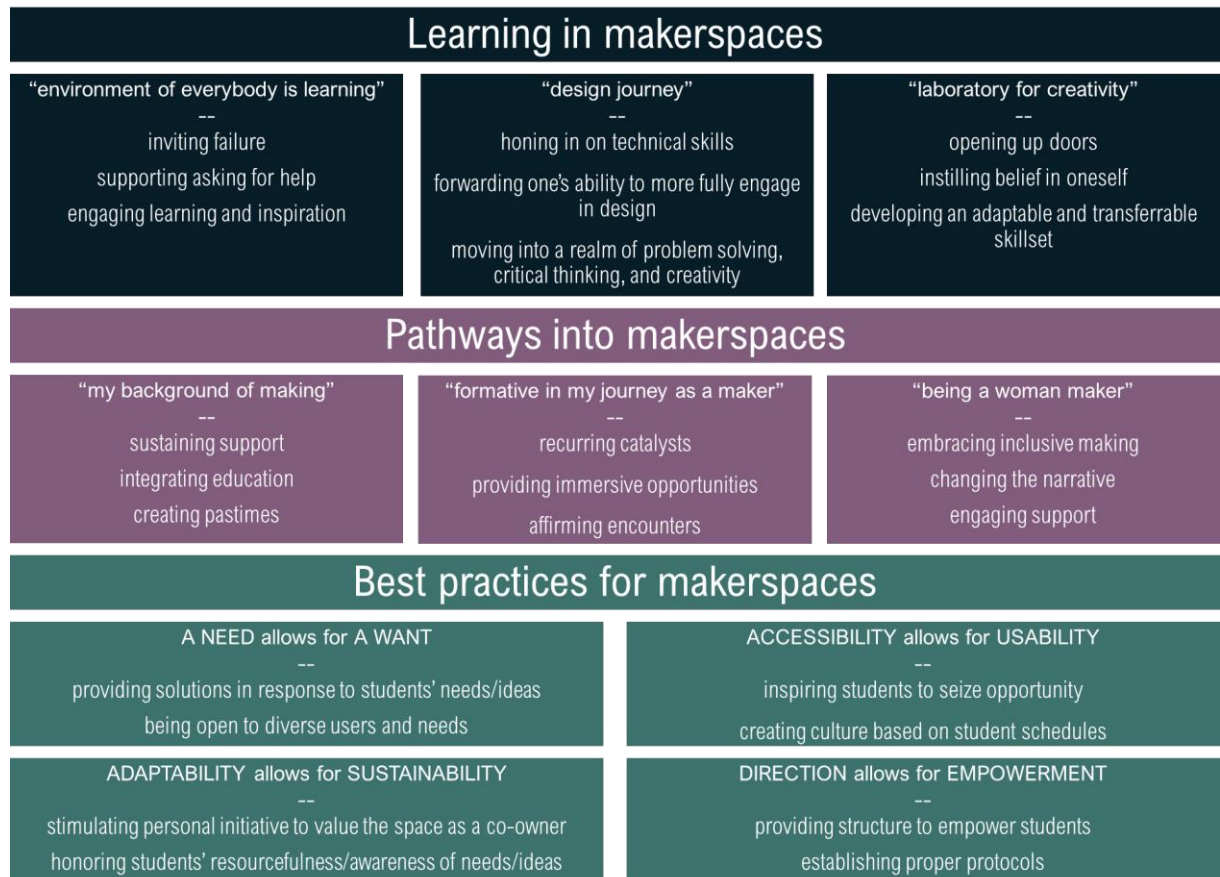 Learning in makerspaces
“environment of everybody is learning”
--
inviting failure
supporting asking for help
engaging learning and inspiration
“design journey”
--
honing in on technical skills
forwarding one’s ability to more fully engage
in design
moving into a realm of problem solving,
critical thinking, and creativity
“laboratory for creativity”
--
opening up doors
instilling belief in oneself
developing an adaptable and transferrable
skillset
Pathways into makerspaces
“my background of making”
--
sustaining support
integrating education
creating pastimes
“formative in my journey as a maker”
--
recurring catalysts
providing immersive opportunities
affirming encounters
“being a woman maker”
--
embracing inclusive making
changing the narrative
engaging support
Best practices for makerspaces
A NEED allows for A WANT
--
providing solutions in response to students’ needs/ideas
being open to diverse users and needs
ACCESSIBILITY allows for USABILITY
--
inspiring students to seize opportunity
creating culture based on student schedules
ADAPTABILITY allows for SUSTAINABILITY
--
stimulating personal initiative to value the space as a co-owner
honoring students’ resourcefulness/awareness of needs/ideas
DIRECTION allows for EMPOWERMENT
--
providing structure to empower students
establishing proper protocols